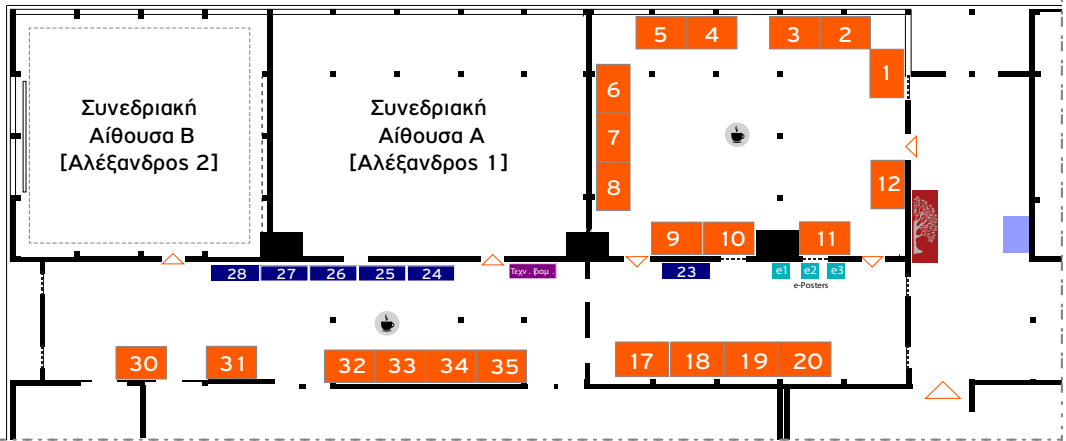 5 4 3 2
1
6
Συνεδριακή
Αίθουσα Β
[Αλέξανδρος 2]
Συνεδριακή
Αίθουσα Α
[Αλέξανδρος 1]
7
8
12
9 10 11
28 27 26 25 24
Τεχν. Γραμ.
23
e1 e2 e3
e-Posters
30 31 32 33 34 35
17 18 19 20